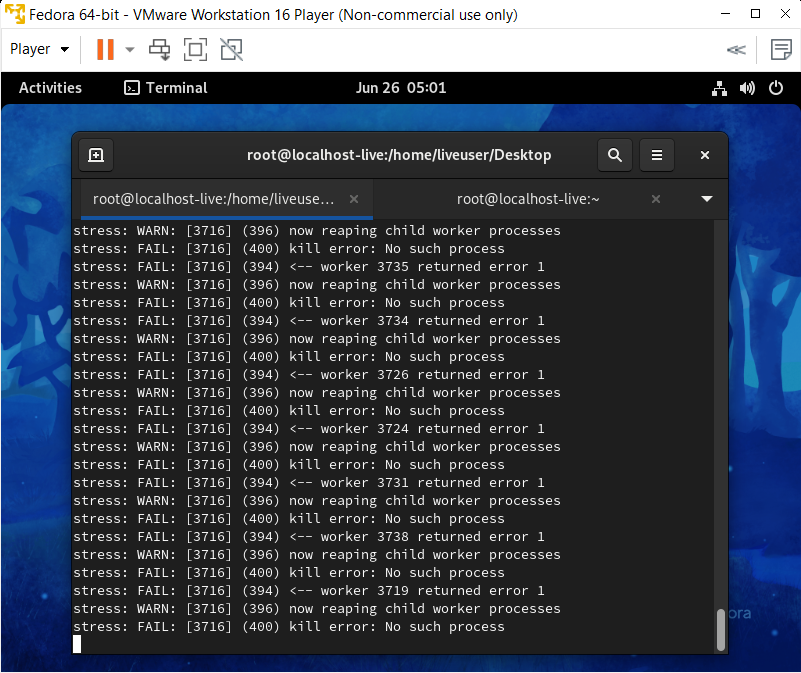 Fedora 64-bit - VMware Workstation 16 Player (Non-commercial use only)
Player
Activities Terminal Jun 26 05:01
root@localhost-live:/home/liveuser/Desktop
root@localhost-live:/home/liveuse... root@localhost-live:~
stress: WARN: [3716] (396) now reaping child worker processes
stress: FAIL: [3716] (400) kill error: No such process
stress: FAIL: [3716] (394) <-- worker 3735 returned error 1
stress: WARN: [3716] (396) now reaping child worker processes
stress: FAIL: [3716] (400) kill error: No such process
stress: FAIL: [3716] (394) <-- worker 3734 returned error 1
stress: WARN: [3716] (396) now reaping child worker processes
stress: FAIL: [3716] (400) kill error: No such process
stress: FAIL: [3716] (394) <-- worker 3726 returned error 1
stress: WARN: [3716] (396) now reaping child worker processes
stress: FAIL: [3716] (400) kill error: No such process
stress: FAIL: [3716] (394) <-- worker 3724 returned error 1
stress: WARN: [3716] (396) now reaping child worker processes
stress: FAIL: [3716] (400) kill error: No such process
stress: FAIL: [3716] (394) <-- worker 3731 returned error 1
stress: WARN: [3716] (396) now reaping child worker processes
stress: FAIL: [3716] (400) kill error: No such process
stress: FAIL: [3716] (394) <-- worker 3738 returned error 1
stress: WARN: [3716] (396) now reaping child worker processes
stress: FAIL: [3716] (400) kill error: No such process
stress: FAIL: [3716] (394) <-- worker 3719 returned error 1
stress: WARN: [3716] (396) now reaping child worker processes
stress: FAIL: [3716] (400) kill error: No such process
ora